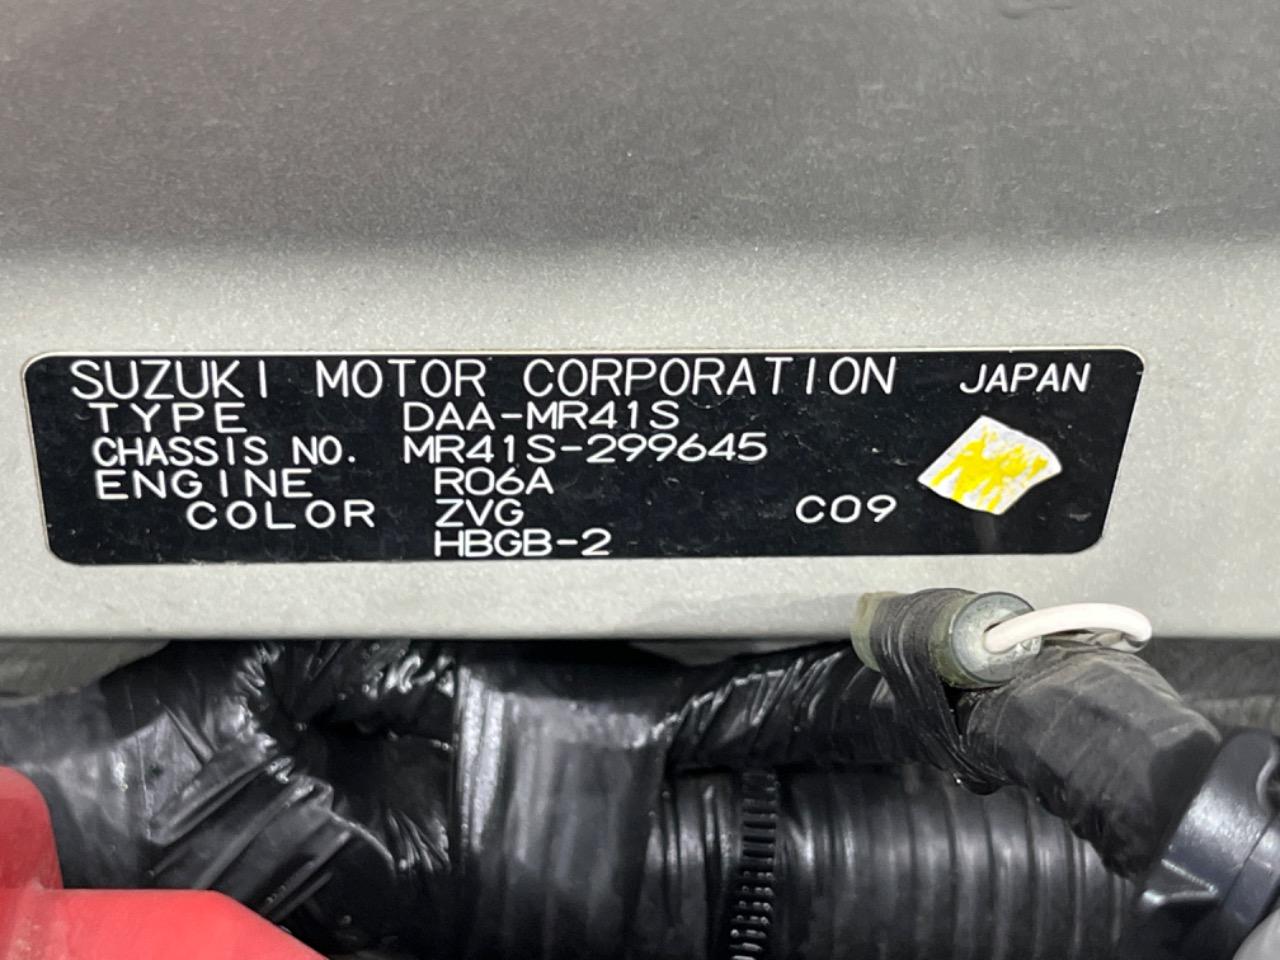 SUZUKI MOTOR CORPORATION JAPAN
TYPE DAA-MR41S
CHASSIS NO. MR41S-299645
ENGINE R06A
COLOR ZVG C09
HBGB-2